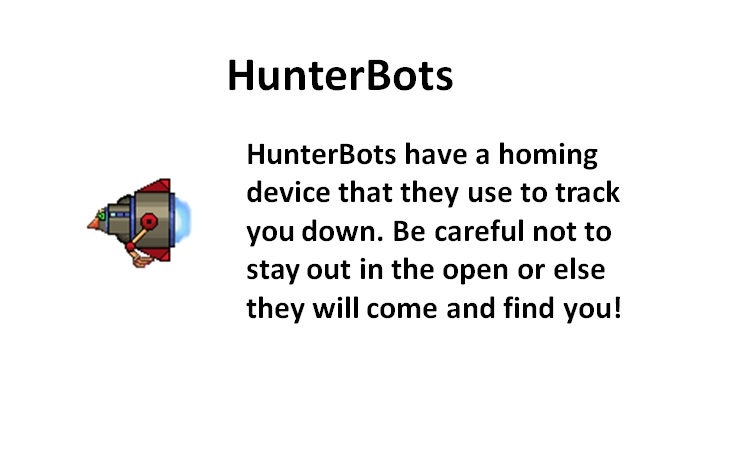 HunterBots
HunterBots have a homing
device that they use to track
you down. Be careful not to
stay out in the open or else
they will come and find you!